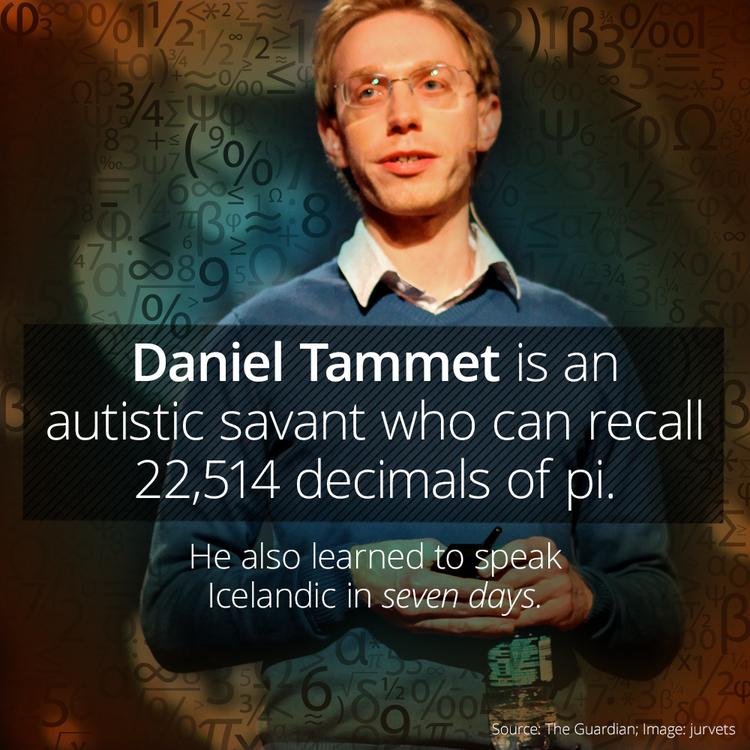 Daniel Tammet is an
autistic savant who can recall
22,514 decimals of pi.
He also learned to speak
Icelandic in seven days.
Source: The Guardian; Image: jurvets